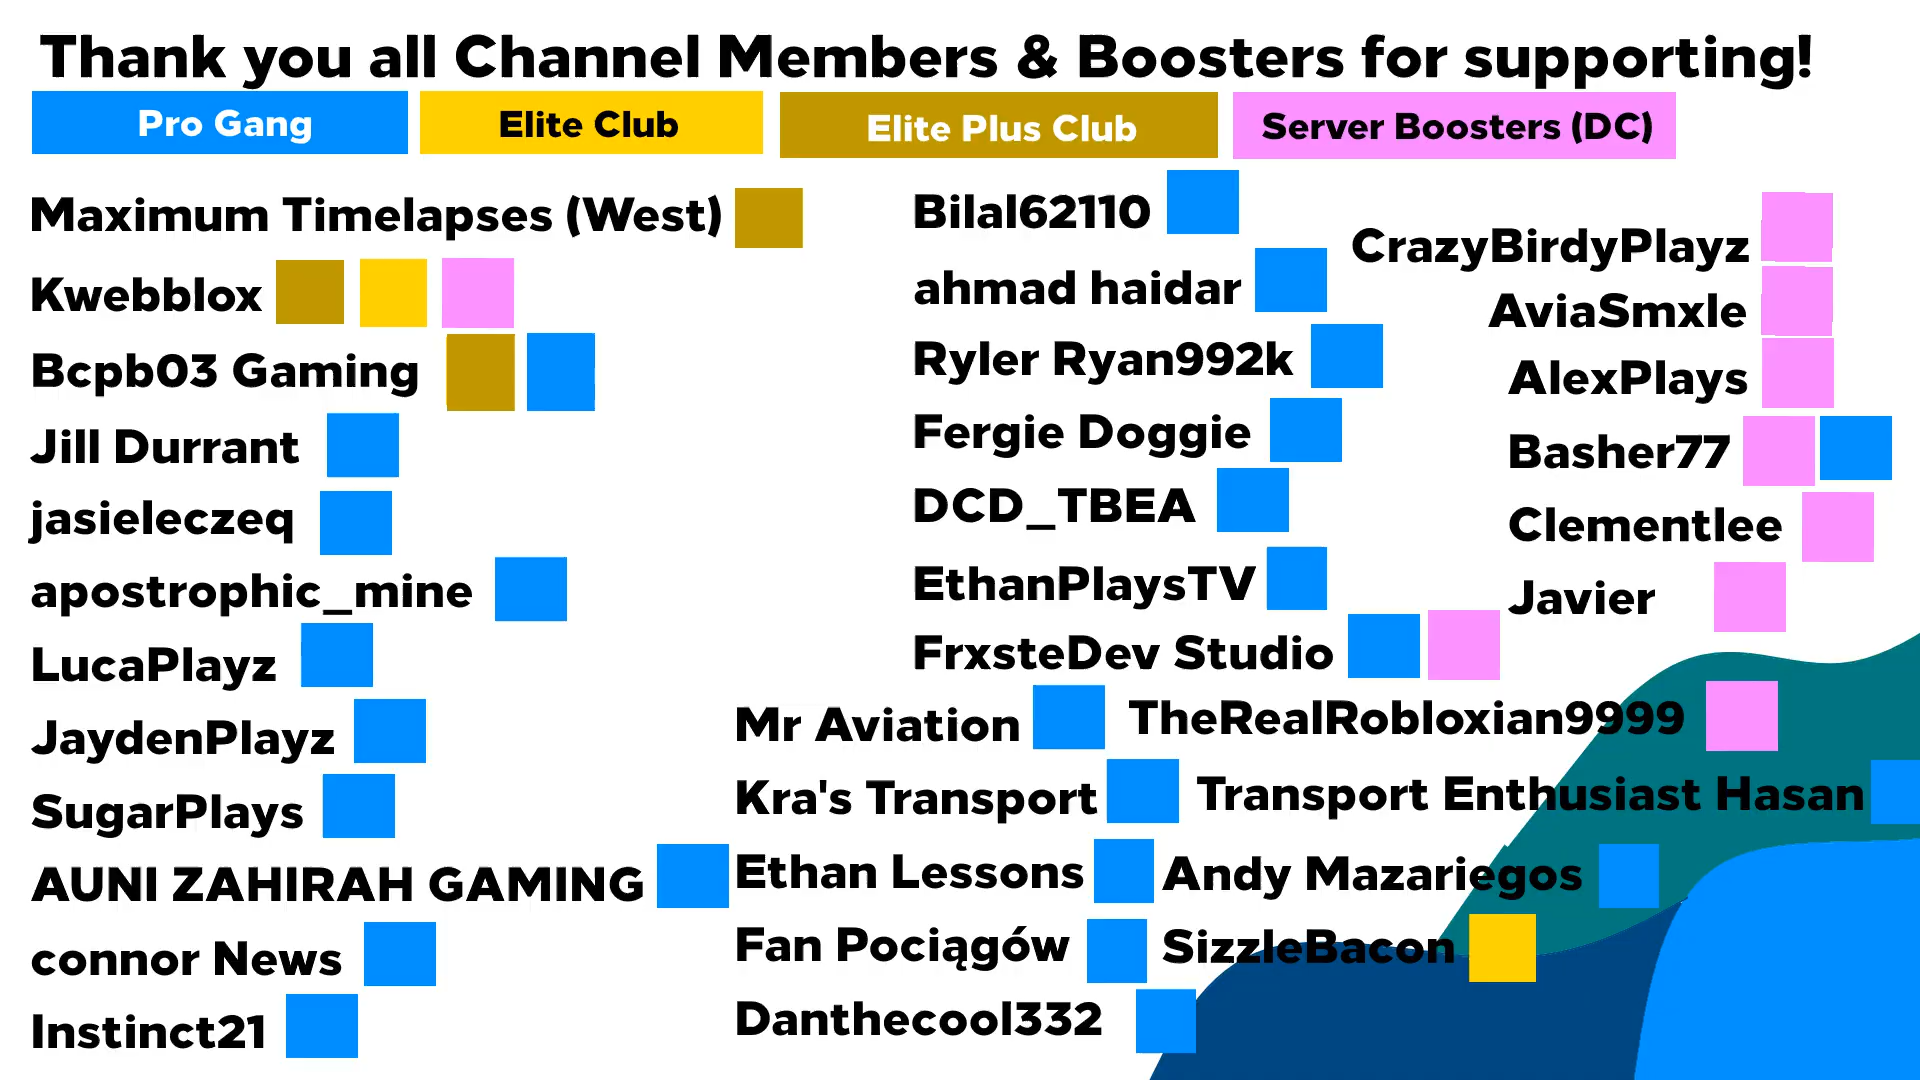 Thank you all Channel Members & Boosters for supporting!
Pro Gang
Elite Club
Elite Plus Club
Server Boosters (DC)
Maximum Timelapses (West)
Kwebblox
Bcpb03 Gaming
Jill Durrant
jasieleczeq
apostrophic_mine
LucaPlayz
JaydenPlayz
SugarPlays
AUNI ZAHIRAH GAMING
connor News
Instinct21
Bilal62110
ahmad haidar
Ryler Ryan992k
Fergie Doggie
DCD_TBEA
EthanPlaysTV
FrxsteDev Studio
Mr Aviation
Kra's Transport
Ethan Lessons
Fan Pociągów
Danthecool332
CrazyBirdyPlayz
AviaSmxle
AlexPlays
Basher77
Clementlee
Javier
TheRealRobloxian9999
Transport Enthusiast Hasan
Andy Mazariegos
SizzleBacon